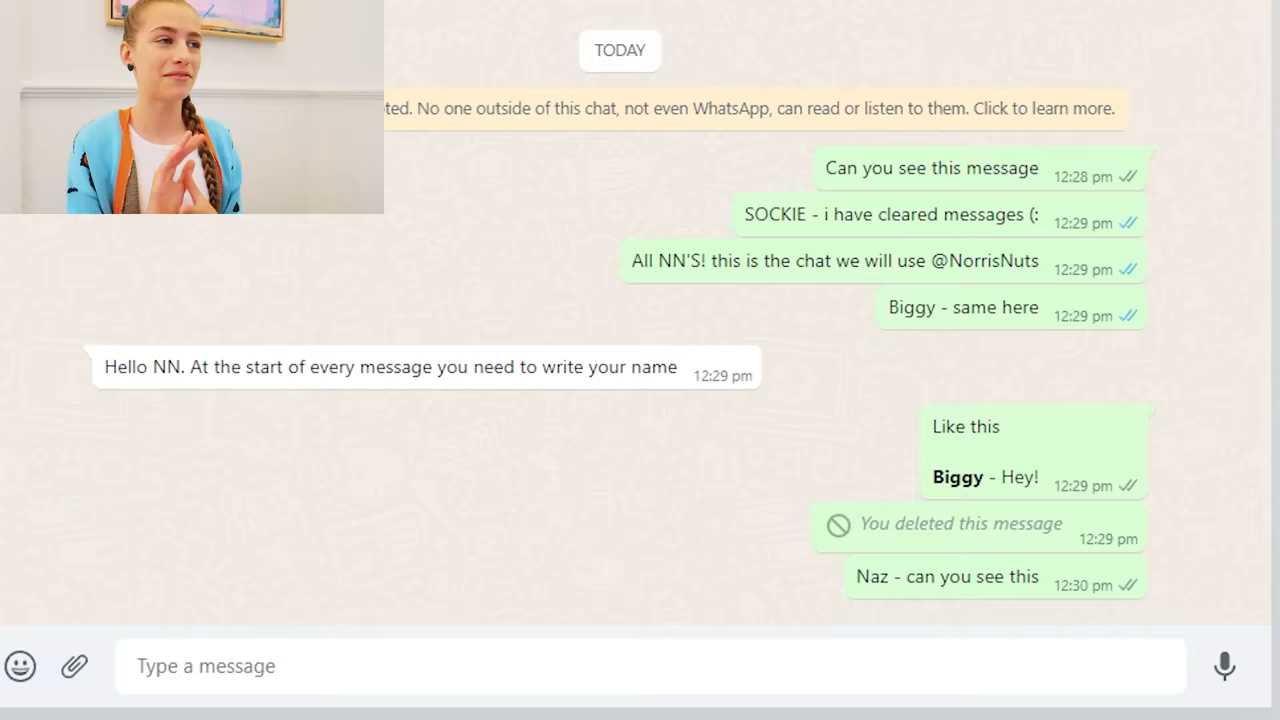 TODAY
ted. No one outside of this chat, not even WhatsApp, can read or listen to them. Click to learn more.
Can you see this message 12:28 pm
SOCKIE - i have cleared messages (: 12:29 pm
All NN'S! this is the chat we will use @NorrisNuts 12:29 pm
Biggy - same here 12:29 pm
Hello NN. At the start of every message you need to write your name 12:29 pm
Like this
Biggy - Hey! 12:29 pm
You deleted this message 12:29 pm
Naz - can you see this 12:30 pm
Type a message